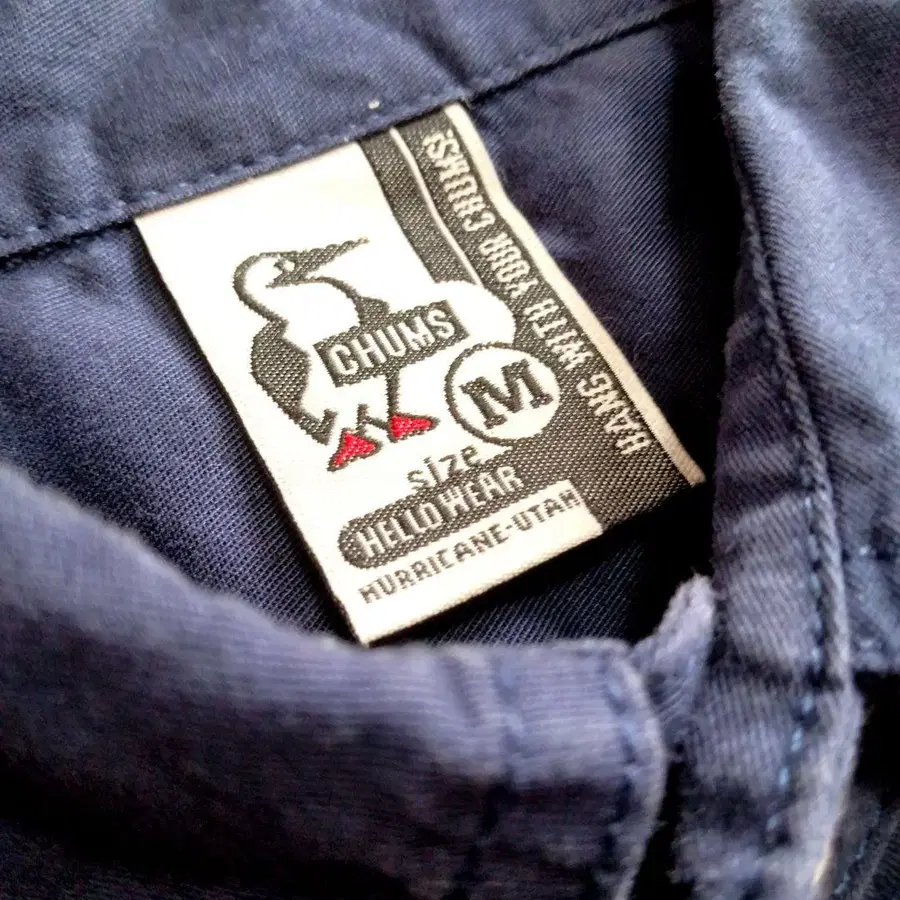 CHUMS
M
size
HELLO WEAR
HURRICANE-UTAH
HANG WITH YOUR CHUMS!